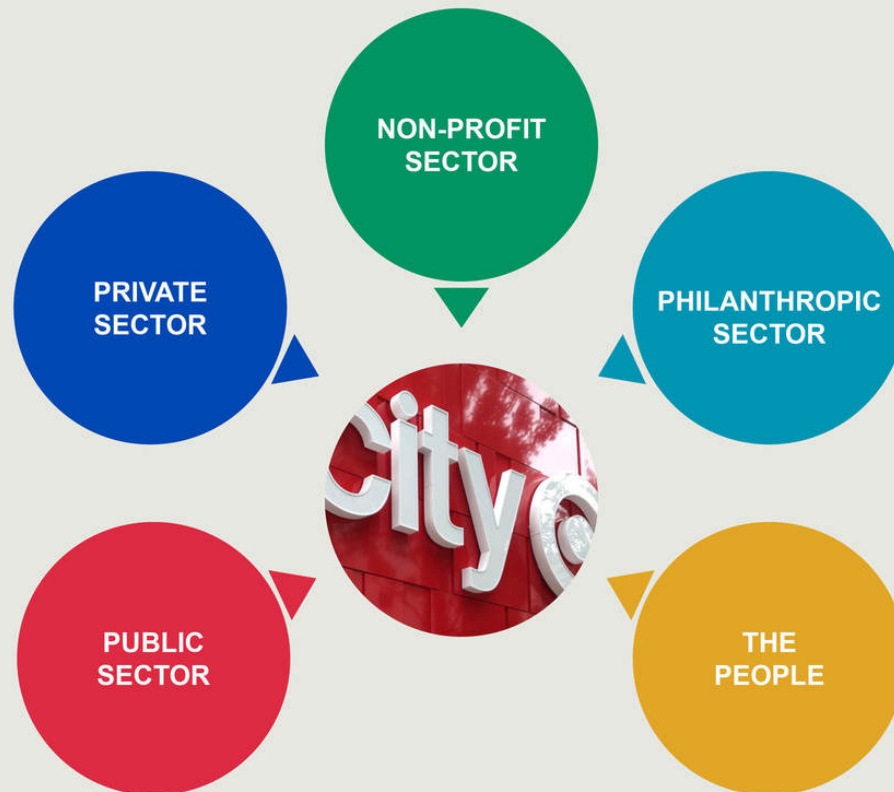 NON-PROFIT
SECTOR
PRIVATE
SECTOR
PHILANTHROPIC
SECTOR
city
PUBLIC
SECTOR
THE
PEOPLE